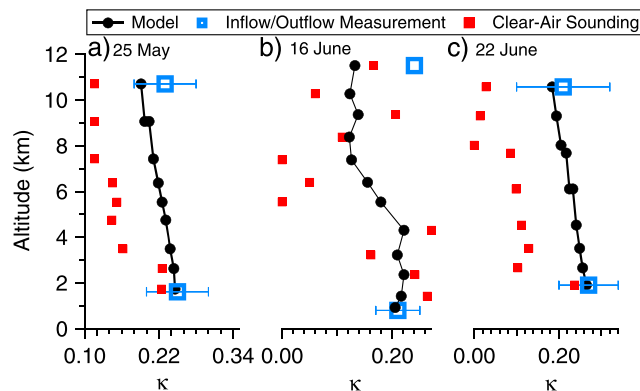 Model Inflow/Outflow Measurement Clear-Air Sounding
a) 25 May b) 16 June c) 22 June
12
10
8
6
4
2
0
Altitude (km)
0.10 0.22 0.34 0.00 0.20 0.00 0.20
κ κ κ